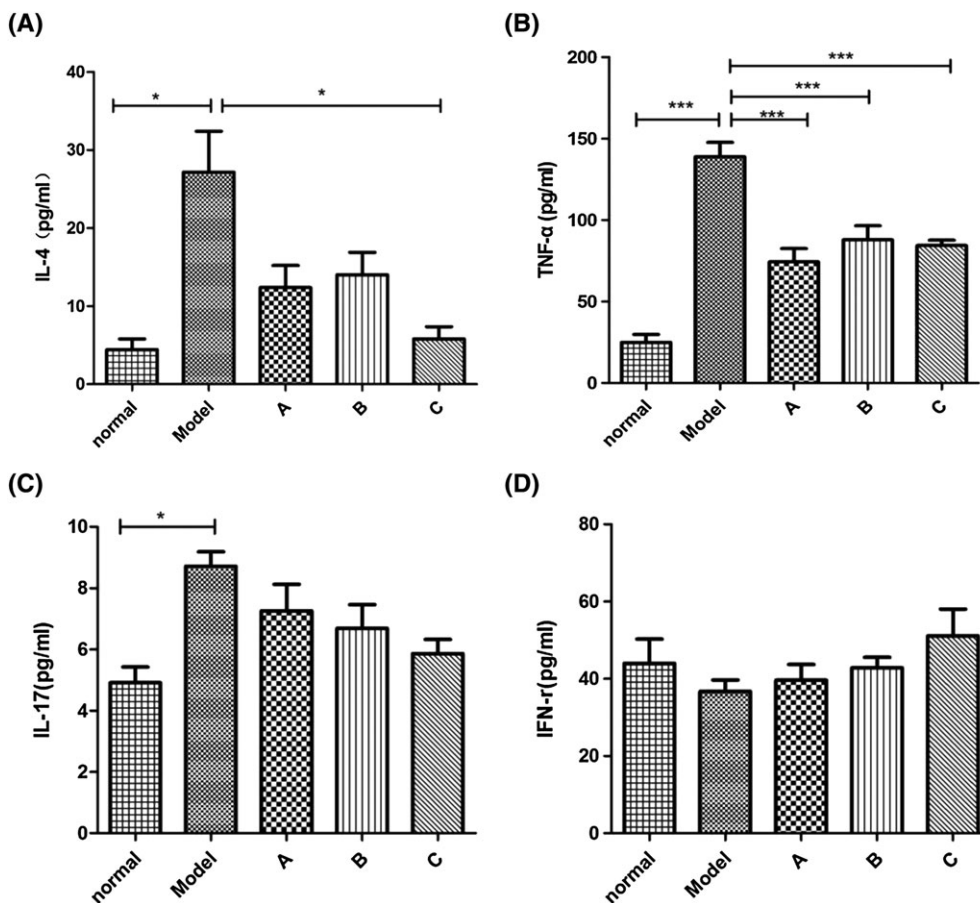 (A)
IL-4（pg/ml）
40
30
20
10
0
*
*
normal
Model
A
B
C
(B)
TNF-α (pg/ml)
200
150
100
50
0
***
***
***
***
normal
Model
A
B
C
(C)
IL-17(pg/ml)
10
8
6
4
2
0
*
normal
Model
A
B
C
(D)
IFN-r(pg/ml)
80
60
40
20
0
normal
Model
A
B
C